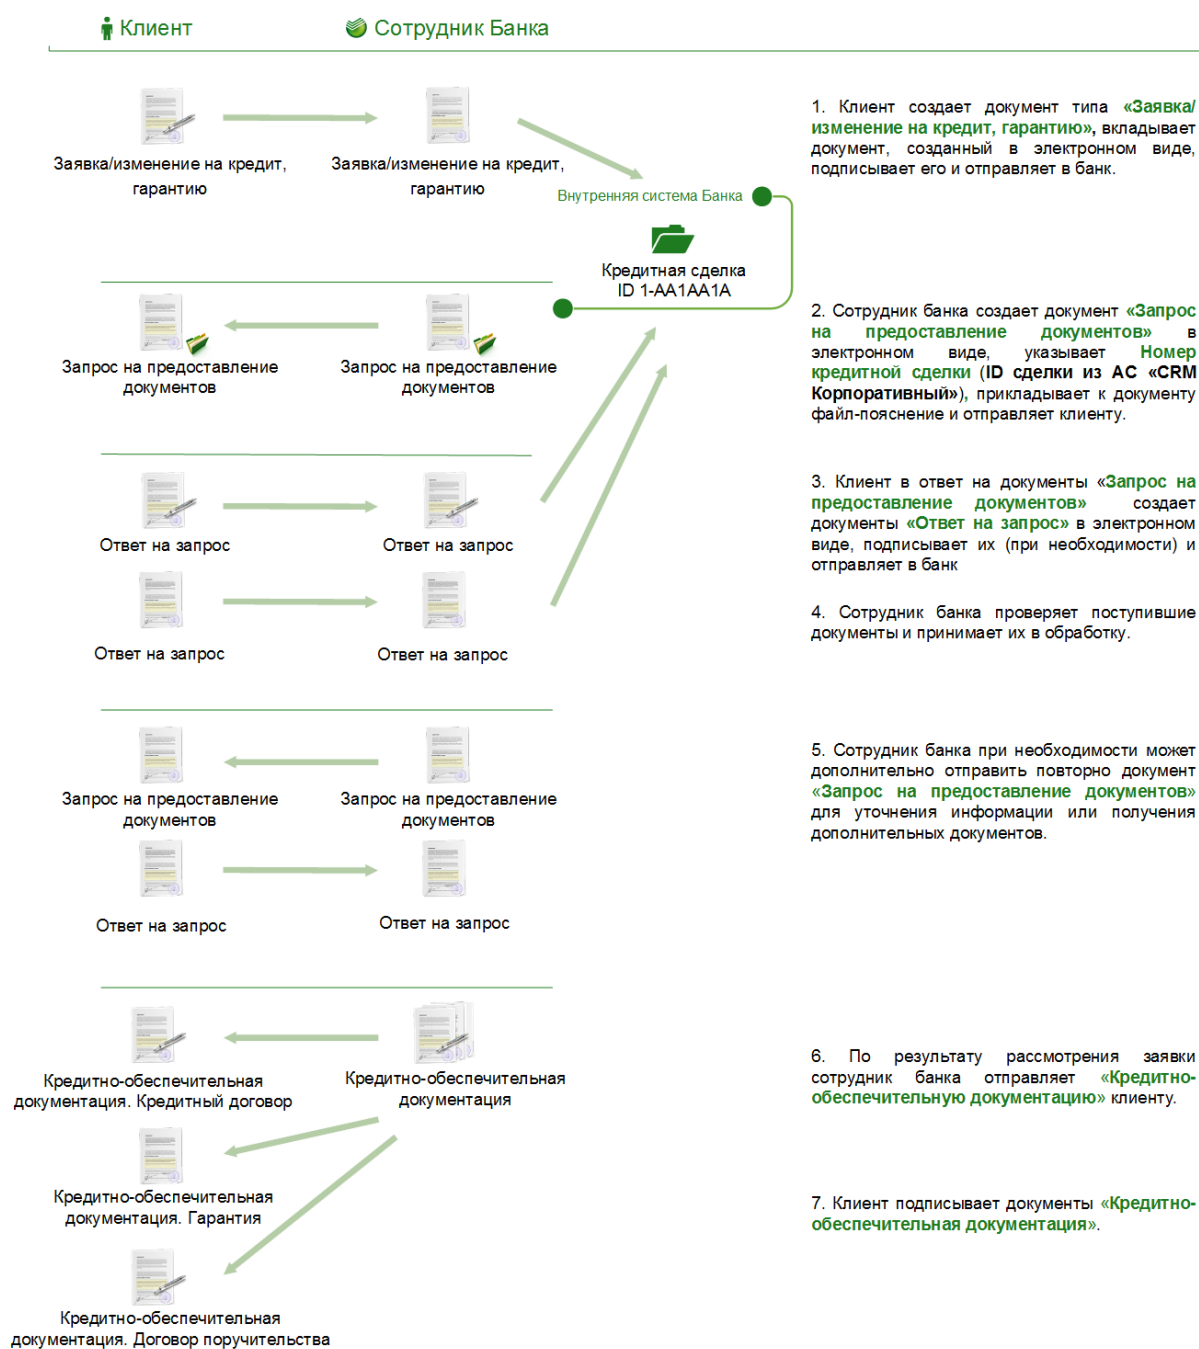 Клиент
Сотрудник Банка
Заявка/изменение на кредит,
гарантию
Заявка/изменение на кредит,
гарантию
Внутренняя система Банка
Кредитная сделка
ID 1-AA1AA1A
1. Клиент создает документ типа «Заявка/
изменение на кредит, гарантию», вкладывает
документ, созданный в электронном виде,
подписывает его и отправляет в банк.
Запрос на предоставление
документов
Запрос на предоставление
документов
2. Сотрудник банка создает документ «Запрос
на предоставление документов» в
электронном виде, указывает Номер
кредитной сделки (ID сделки из АС «CRM
Корпоративный»), прикладывает к документу
файл-пояснение и отправляет клиенту.
Ответ на запрос
Ответ на запрос
3. Клиент в ответ на документы «Запрос на
предоставление документов» создает
документы «Ответ на запрос» в электронном
виде, подписывает их (при необходимости) и
отправляет в банк
Ответ на запрос
Ответ на запрос
4. Сотрудник банка проверяет поступившие
документы и принимает их в обработку.
Запрос на предоставление
документов
Запрос на предоставление
документов
5. Сотрудник банка при необходимости может
дополнительно отправить повторно документ
«Запрос на предоставление документов»
для уточнения информации или получения
дополнительных документов.
Ответ на запрос
Ответ на запрос
Кредитно-обеспечительная
документация. Кредитный договор
Кредитно-обеспечительная
документация
6. По результату рассмотрения заявки
сотрудник банка отправляет «Кредитно-
обеспечительную документацию» клиенту.
Кредитно-обеспечительная
документация. Гарантия
7. Клиент подписывает документы «Кредитно-
обеспечительная документация».
Кредитно-обеспечительная
документация. Договор поручительства